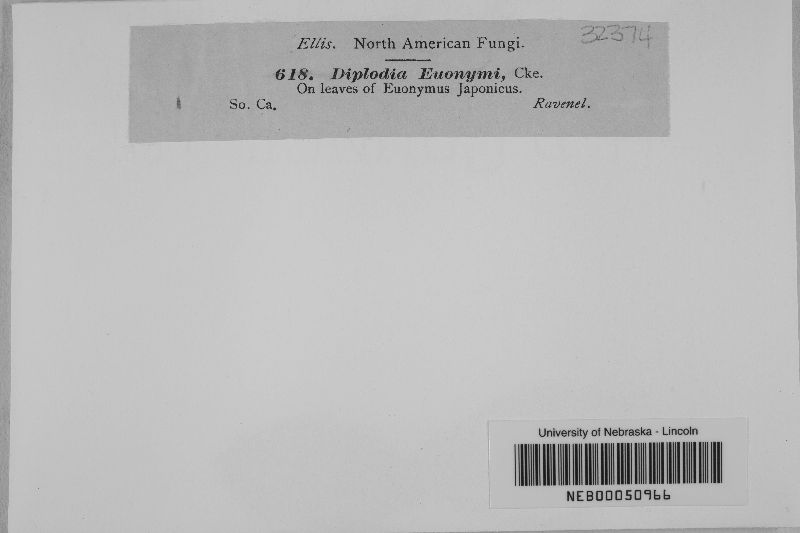 Ellis. North American Fungi.
32374
618. Diplodia Euonymi, Cke.
On leaves of Euonymus Japonicus.
So. Ca. Ravenel.
University of Nebraska - Lincoln
NEB00050966